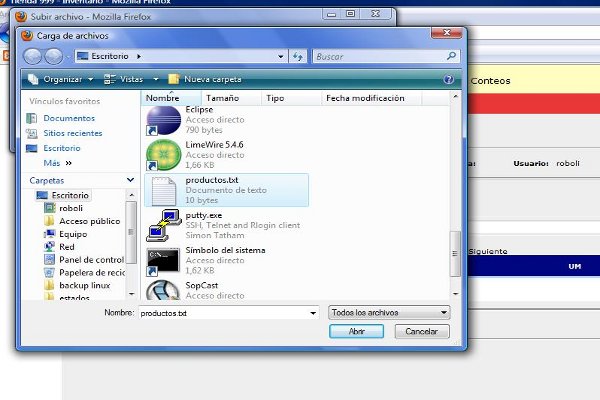 Tienda 999 - Inventario - Mozilla Firefox
Subir archivo - Mozilla Firefox
Carga de archivos
Escritorio
Buscar
Organizar
Vistas
Nueva carpeta
Vínculos favoritos
Documentos
Sitios recientes
Escritorio
Más »
Carpetas
Escritorio
roboli
Acceso público
Equipo
Red
Panel de control
Papelera de recic
backup linux
estados
Nombre Tamaño Tipo Fecha modificación
Eclipse
Acceso directo
790 bytes
LimeWire 5.4.6
Acceso directo
1,66 KB
productos.txt
Documento de texto
10 bytes
putty.exe
SSH, Telnet and Rlogin client
Simon Tatham
Símbolo del sistema
Acceso directo
1,62 KB
SopCast
Acceso directo
Nombre: productos.txt
Todos los archivos
Abrir Cancelar
Conteos
Usuario: roboli
Siguiente
UM